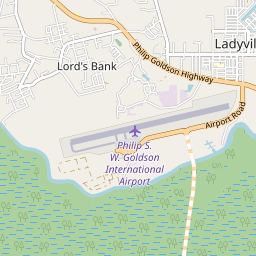 Philip Goldson Highway
Ladyvil
Lord's Bank
Airport Road
Philip S.
W. Goldson
International
Airport